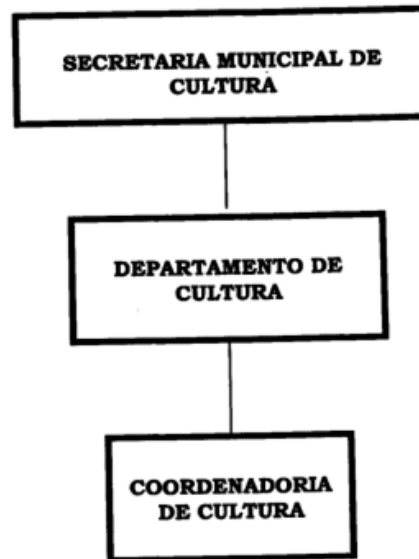 SECRETARIA MUNICIPAL DE
CULTURA
DEPARTAMENTO DE
CULTURA
COORDENADORIA
DE CULTURA